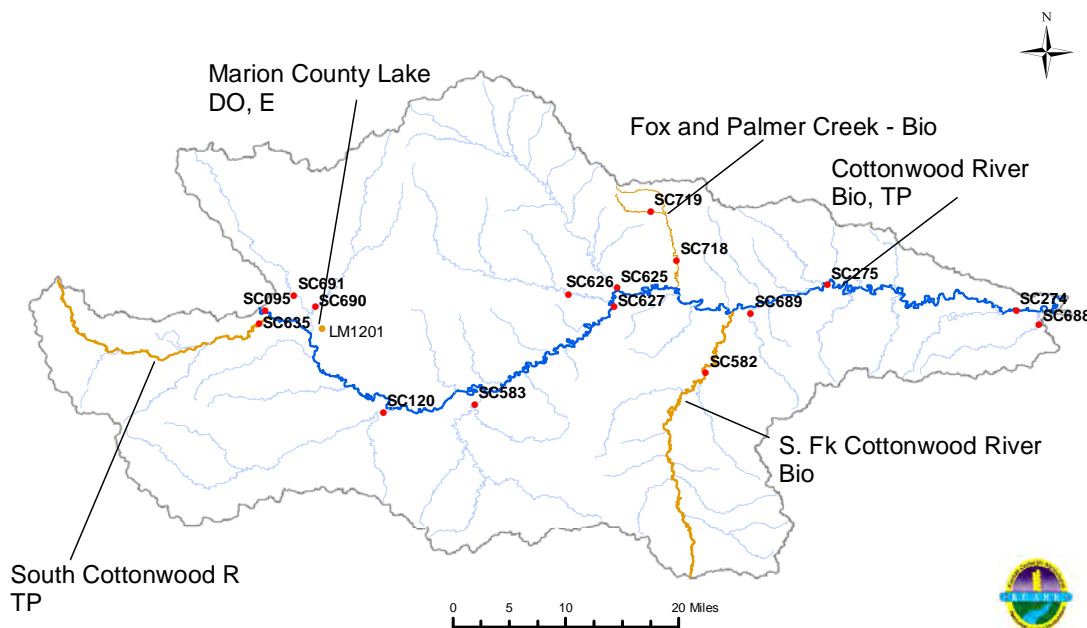 N
Marion County Lake
DO, E
Fox and Palmer Creek - Bio
Cottonwood River
Bio, TP
SC719
SC718
SC691
SC095
SC690
SC635
LM1201
SC626
SC625
SC627
SC275
SC689
SC274
SC688
SC582
SC120
SC583
S. Fk Cottonwood River
Bio
South Cottonwood R
TP
0 5 10 20 Miles